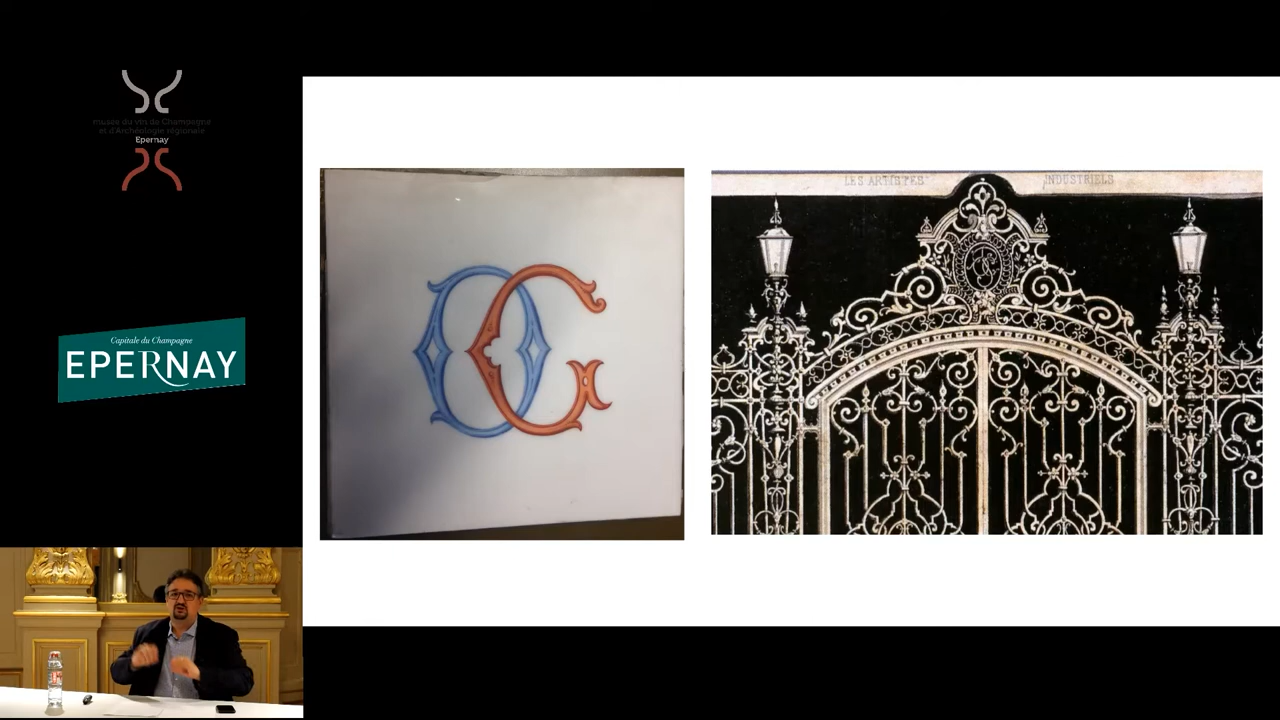 musée du vin de Champagne
et d'Archéologie régionale
Epernay
Capitale du Champagne
EPERNAY
LES ARTISTES INDUSTRIELS